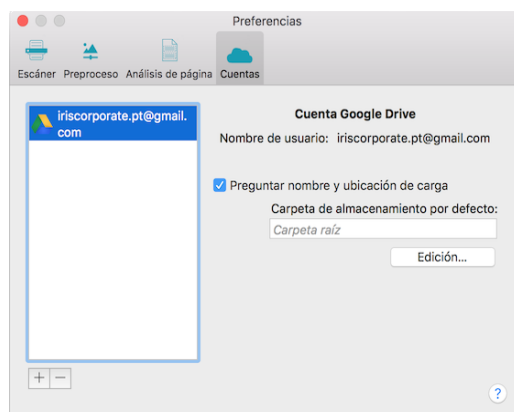 Preferencias
Escáner Preproceso Análisis de página Cuentas
iriscorporate.pt@gmail.
com
Cuenta Google Drive
Nombre de usuario: iriscorporate.pt@gmail.com
Preguntar nombre y ubicación de carga
Carpeta de almacenamiento por defecto:
Carpeta raíz
Edición...
+ −
?